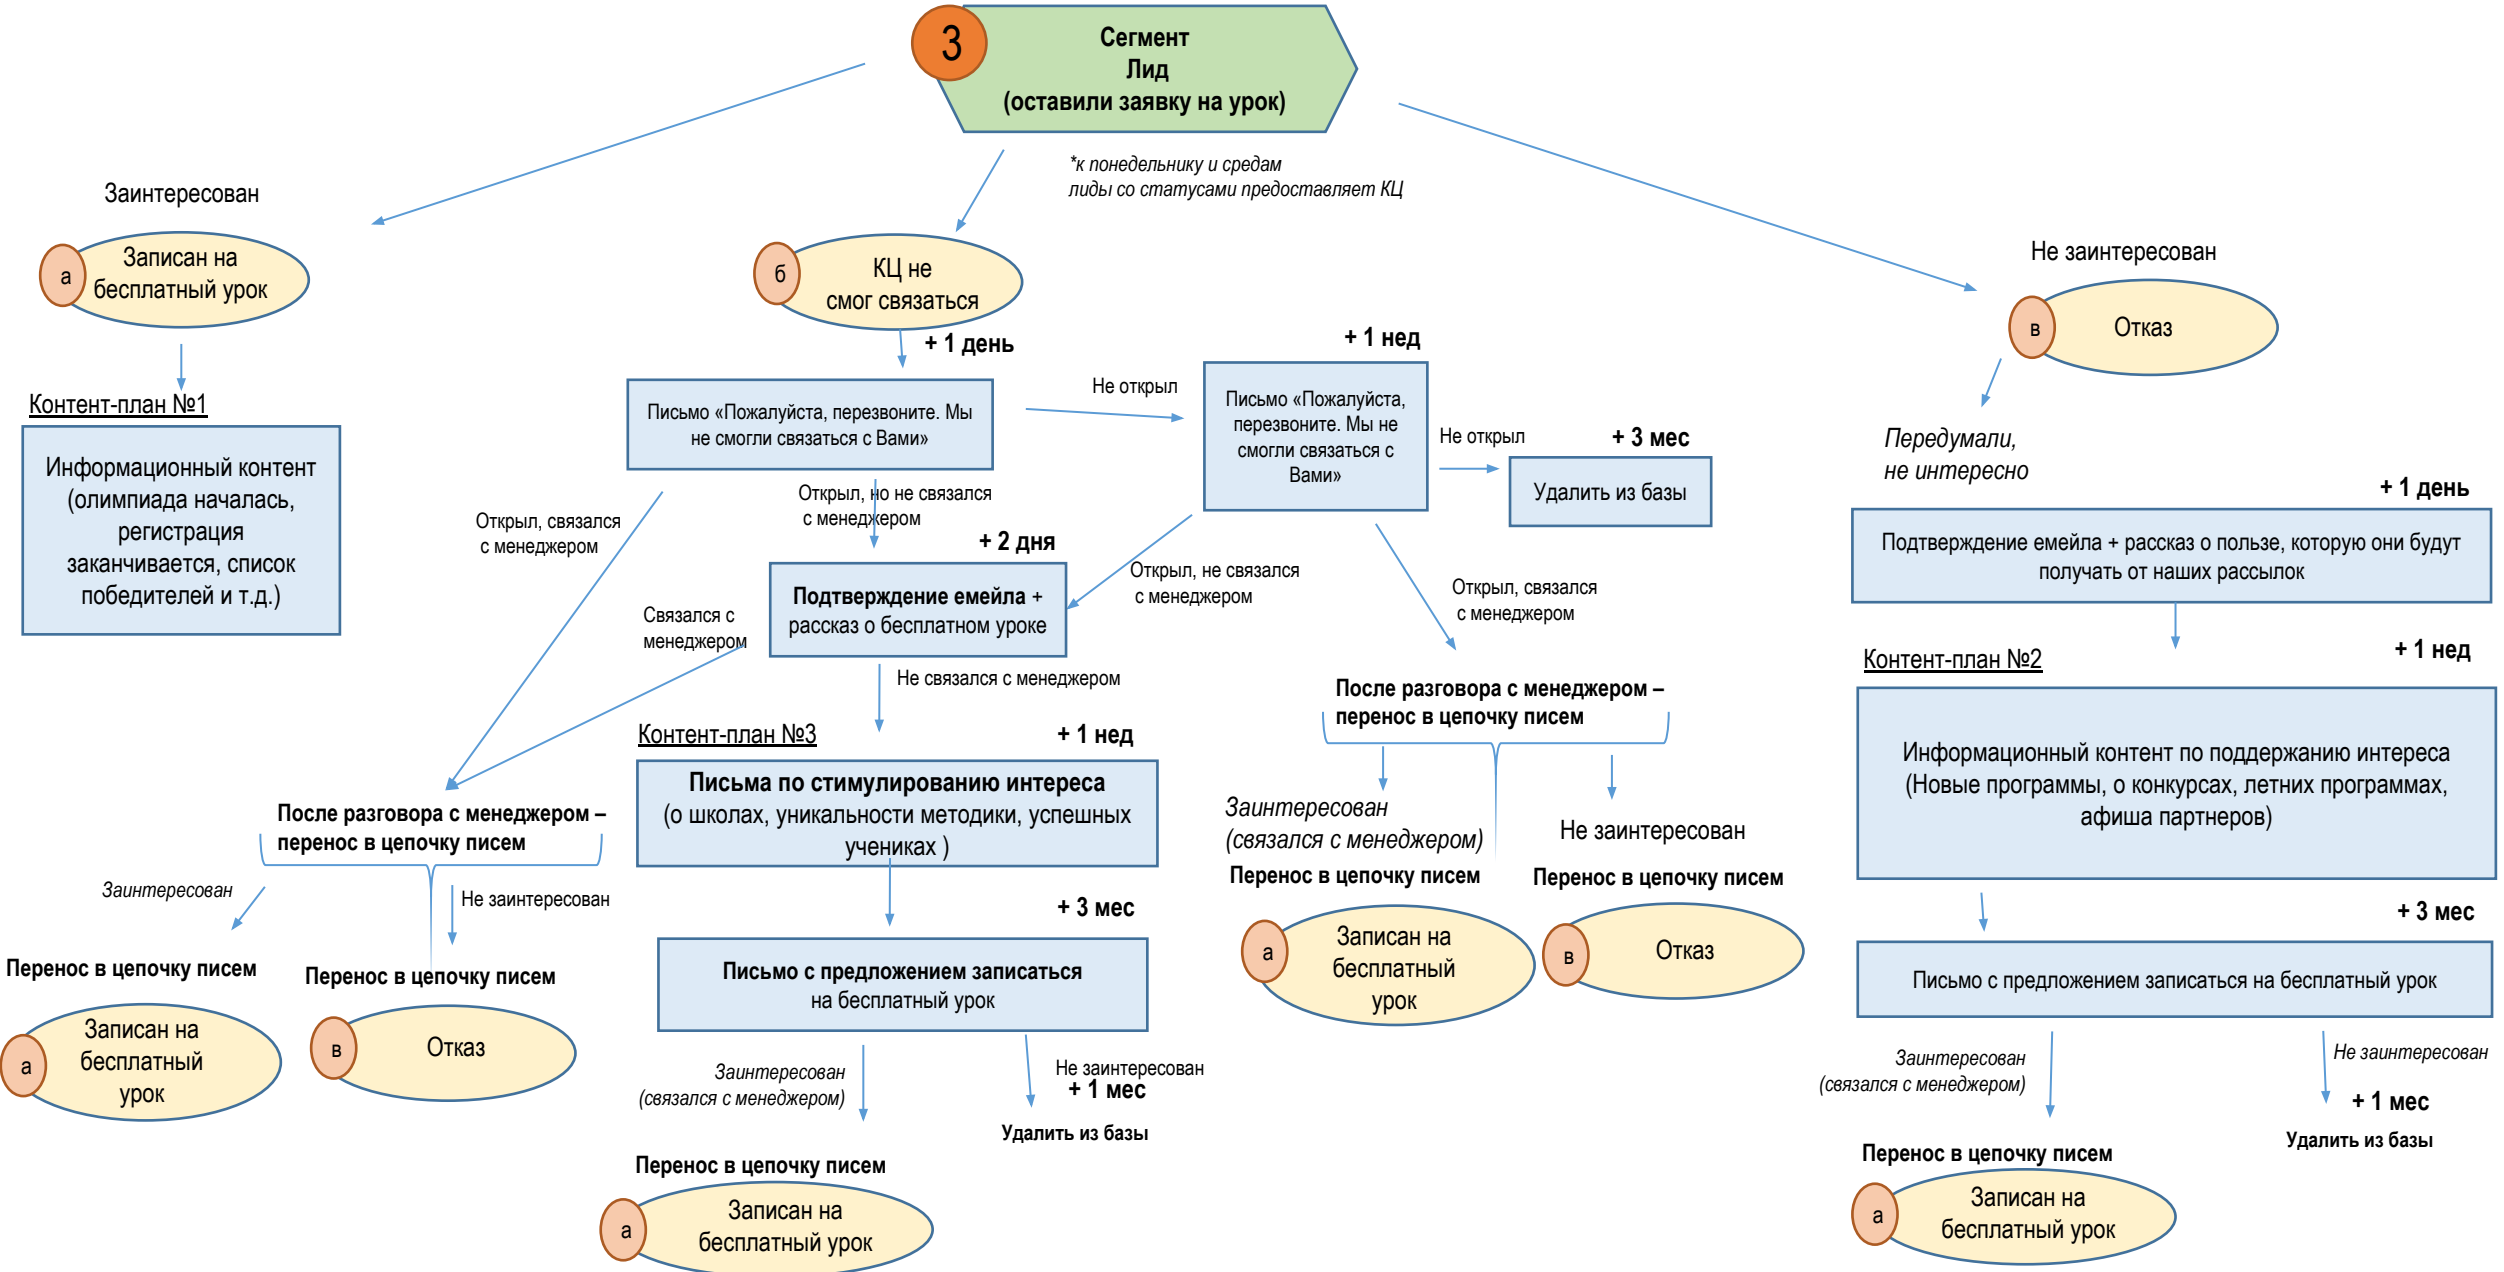 3
Сегмент
Лид
(оставили заявку на урок)
*к понедельнику и средам
лиды со статусами предоставляет КЦ
Заинтересован
а
Записан на
бесплатный урок
Контент-план №1
Информационный контент
(олимпиада началась,
регистрация
заканчивается, список
победителей и т.д.)
б
КЦ не
смог связаться
+ 1 день
Письмо «Пожалуйста, перезвоните. Мы
не смогли связаться с Вами»
Не открыл
+ 1 нед
Письмо «Пожалуйста,
перезвоните. Мы не
смогли связаться с
Вами»
Не открыл
+ 3 мес
Удалить из базы
Открыл, связался
с менеджером
Открыл, но не связался
с менеджером
+ 2 дня
Подтверждение емейла +
рассказ о бесплатном уроке
Открыл, не связался
с менеджером
Открыл, связался
с менеджером
Связался с
менеджером
Не связался с менеджером
Контент-план №3
+ 1 нед
Письма по стимулированию интереса
(о школах, уникальности методики, успешных
учениках )
+ 3 мес
Письмо с предложением записаться
на бесплатный урок
Заинтересован
(связался с менеджером)
Не заинтересован
+ 1 мес
Удалить из базы
Перенос в цепочку писем
а
Записан на
бесплатный урок
После разговора с менеджером –
перенос в цепочку писем
Заинтересован
Не заинтересован
Перенос в цепочку писем
Перенос в цепочку писем
а
Записан на
бесплатный
урок
в
Отказ
После разговора с менеджером –
перенос в цепочку писем
Заинтересован
(связался с менеджером)
Не заинтересован
Перенос в цепочку писем
Перенос в цепочку писем
а
Записан на
бесплатный
урок
в
Отказ
Не заинтересован
в
Отказ
Передумали,
не интересно
+ 1 день
Подтверждение емейла + рассказ о пользе, которую они будут
получать от наших рассылок
Контент-план №2
+ 1 нед
Информационный контент по поддержанию интереса
(Новые программы, о конкурсах, летних программах,
афиша партнеров)
+ 3 мес
Письмо с предложением записаться на бесплатный урок
Заинтересован
(связался с менеджером)
Не заинтересован
+ 1 мес
Удалить из базы
Перенос в цепочку писем
а
Записан на
бесплатный урок